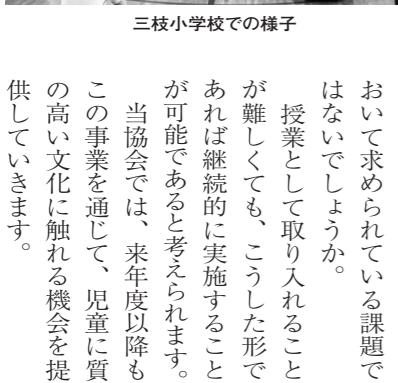 三枝小学校での様子
おいて求められている課題で
はないでしょうか。
授業として取り入れること
が難しくても、こうした形で
あれば継続的に実施すること
が可能であると考えられます。
当協会では、来年度以降も
この事業を通じて、児童に質
の高い文化に触れる機会を提
供していきます。